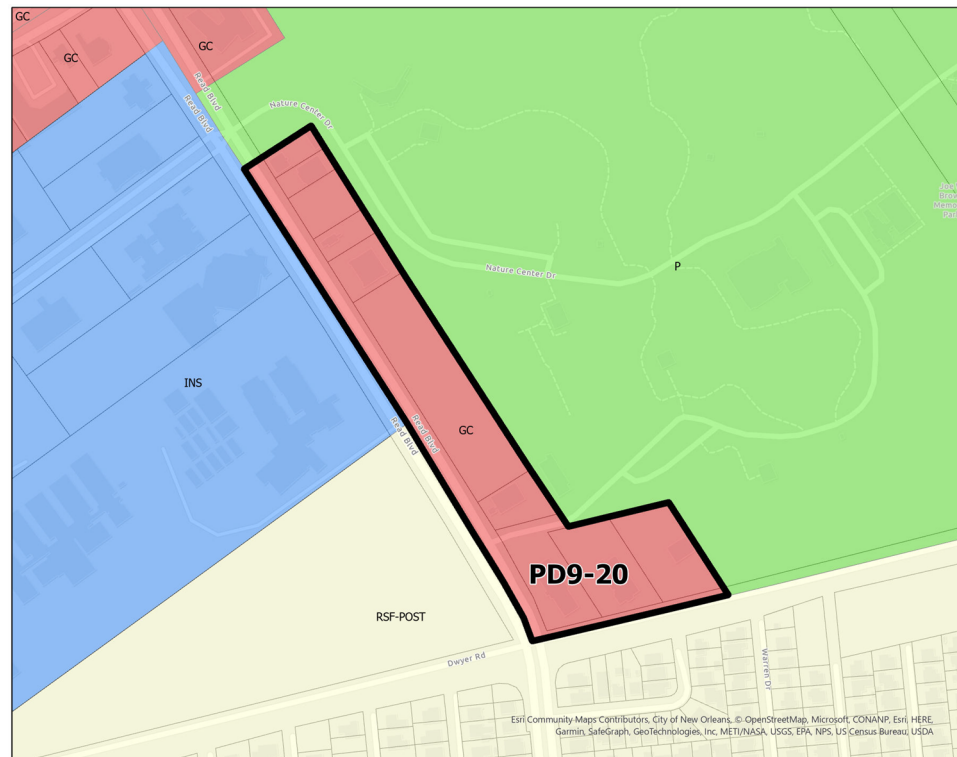 GC
GC
GC
Read Blvd
Read Blvd
Nature Center Dr
P
Nature Center Dr
INS
GC
Read Blvd
Read Blvd
PD9-20
RSF-POST
Dwyer Rd
Warren Dr
Esri Community Maps Contributors, City of New Orleans, © OpenStreetMap, Microsoft, CONANP, Esri, HERE,
Garmin, SafeGraph, GeoTechnologies, Inc, METI/NASA, USGS, EPA, NPS, US Census Bureau, USDA